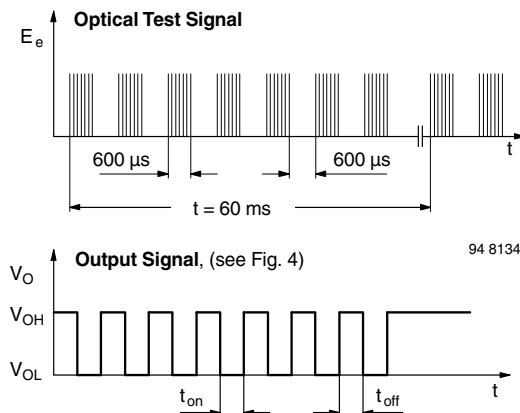 Optical Test Signal
Ee
t
600 µs
600 µs
t = 60 ms
94 8134
Output Signal, (see Fig. 4)
VO
VOH
VOL
ton
toff
t